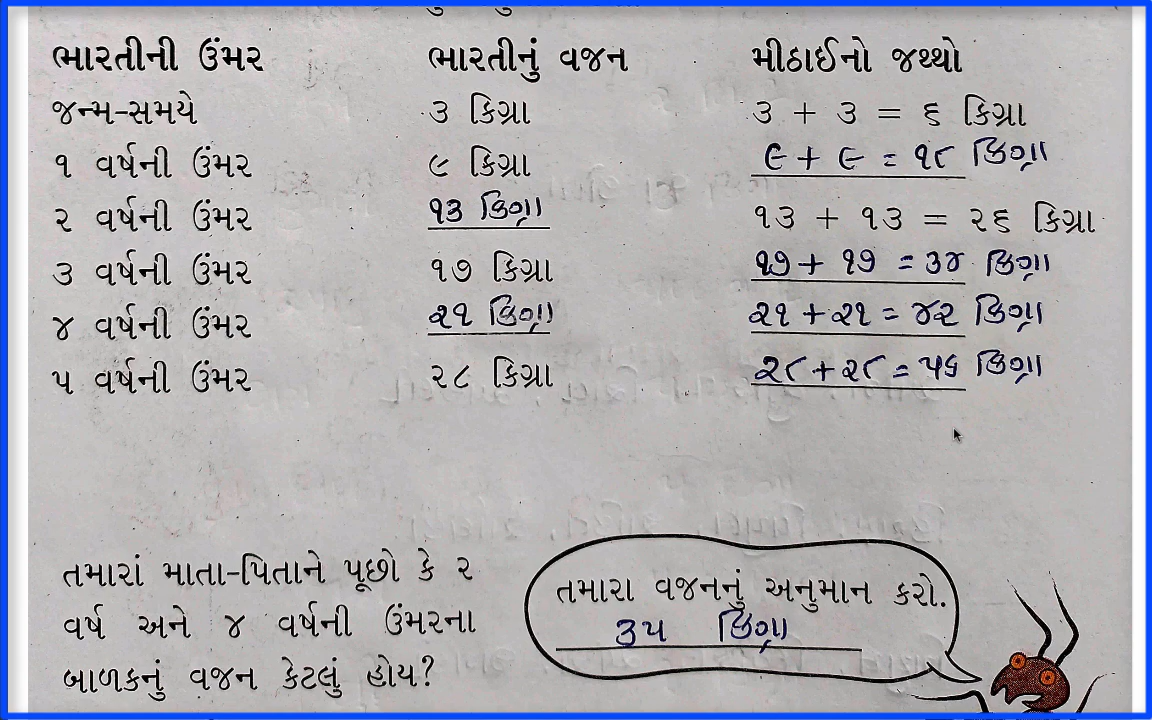 ભારતીની ઉંમર ભારતીનું વજન મીઠાઈનો જથ્થો
જન્મ-સમયે ૩ કિગ્રા ૩ + ૩ = ૬ કિગ્રા
૧ વર્ષની ઉંમર ૯ કિગ્રા ૯ + ૯ = ૧૮ કિગ્રા
૨ વર્ષની ઉંમર ૧૩ કિગ્રા ૧૩ + ૧૩ = ૨૬ કિગ્રા
૩ વર્ષની ઉંમર ૧૭ કિગ્રા ૧૭ + ૧૭ = ૩૪ કિગ્રા
૪ વર્ષની ઉંમર ૨૧ કિગ્રા ૨૧ + ૨૧ = ૪૨ કિગ્રા
૫ વર્ષની ઉંમર ૨૮ કિગ્રા ૨૮ + ૨૮ = ૫૬ કિગ્રા
તમારાં માતા-પિતાને પૂછો કે ૨
વર્ષ અને ૪ વર્ષની ઉંમરના
બાળકનું વજન કેટલું હોય?
તમારા વજનનું અનુમાન કરો.
૩૫ કિગ્રા